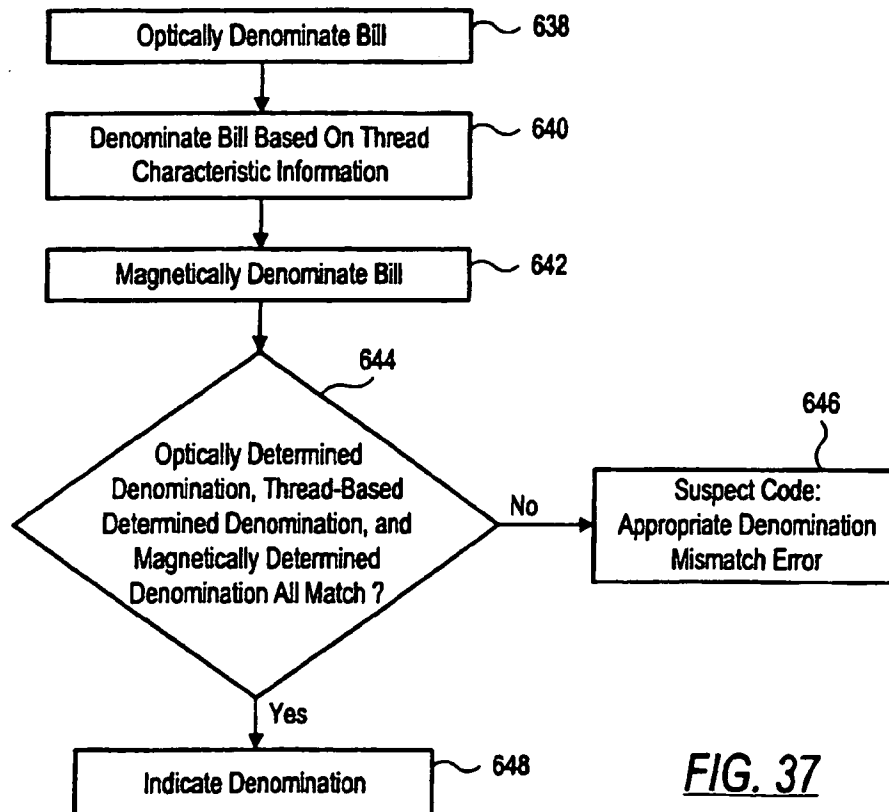 Optically Denominate Bill
638
Denominate Bill Based On Thread
Characteristic Information
640
Magnetically Denominate Bill
642
644
Optically Determined
Denomination, Thread-Based
Determined Denomination, and
Magnetically Determined
Denomination All Match ?
No
646
Suspect Code:
Appropriate Denomination
Mismatch Error
Yes
Indicate Denomination
648
FIG. 37